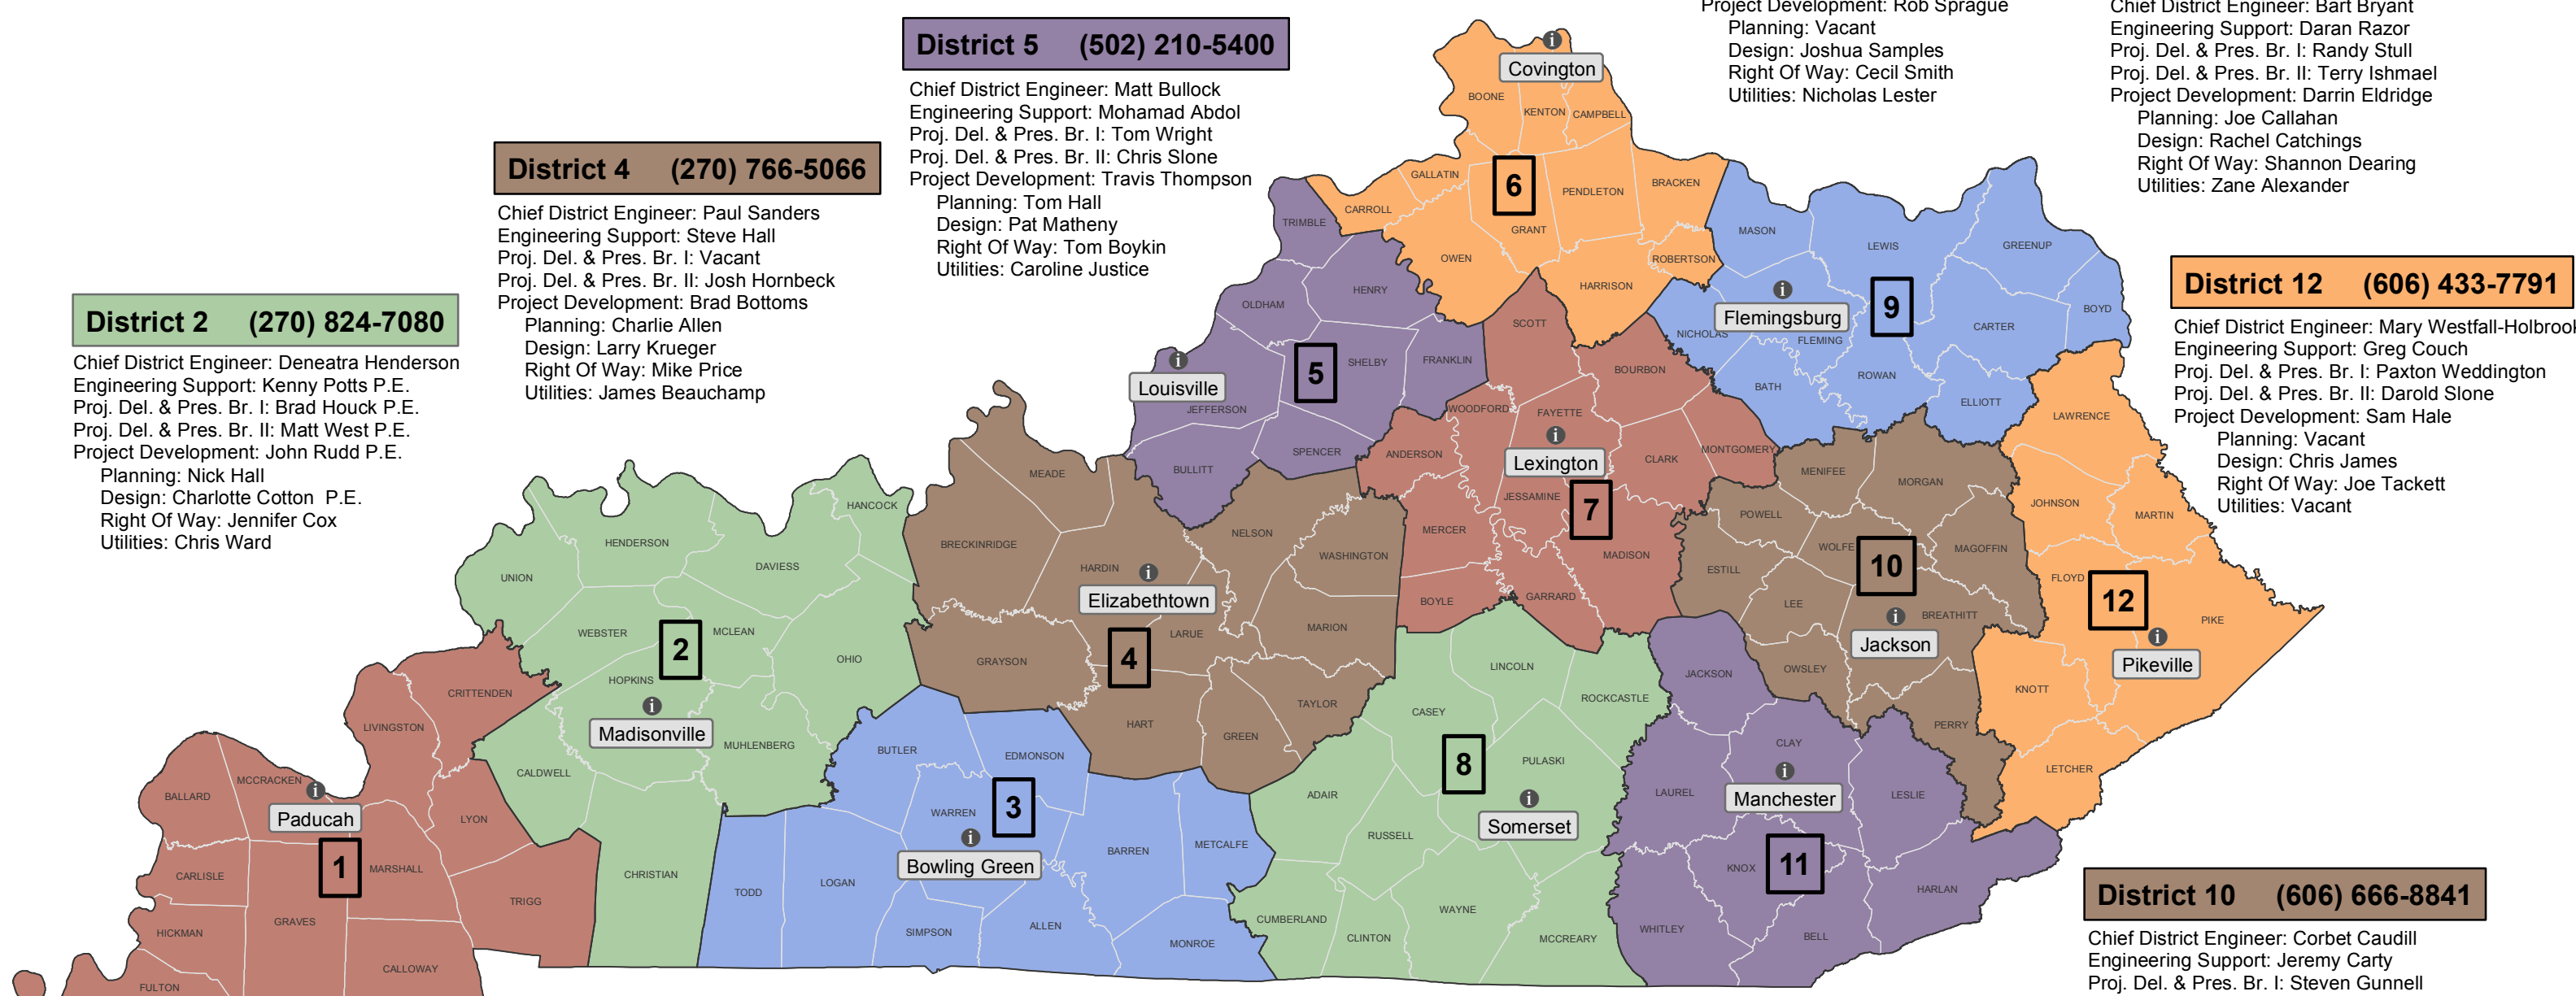 Project Development: Rob Sprague
Planning: Vacant
Design: Joshua Samples
Right Of Way: Cecil Smith
Utilities: Nicholas Lester
Chief District Engineer: Bart Bryant
Engineering Support: Daran Razor
Proj. Del. & Pres. Br. I: Randy Stull
Proj. Del. & Pres. Br. II: Terry Ishmael
Project Development: Darrin Eldridge
Planning: Joe Callahan
Design: Rachel Catchings
Right Of Way: Shannon Dearing
Utilities: Zane Alexander
District 5 (502) 210-5400
Chief District Engineer: Matt Bullock
Engineering Support: Mohamad Abdol
Proj. Del. & Pres. Br. I: Tom Wright
Proj. Del. & Pres. Br. II: Chris Slone
Project Development: Travis Thompson
Planning: Tom Hall
Design: Pat Matheny
Right Of Way: Tom Boykin
Utilities: Caroline Justice
District 4 (270) 766-5066
Chief District Engineer: Paul Sanders
Engineering Support: Steve Hall
Proj. Del. & Pres. Br. I: Vacant
Proj. Del. & Pres. Br. II: Josh Hornbeck
Project Development: Brad Bottoms
Planning: Charlie Allen
Design: Larry Krueger
Right Of Way: Mike Price
Utilities: James Beauchamp
District 2 (270) 824-7080
Chief District Engineer: Deneatra Henderson
Engineering Support: Kenny Potts P.E.
Proj. Del. & Pres. Br. I: Brad Houck P.E.
Proj. Del. & Pres. Br. II: Matt West P.E.
Project Development: John Rudd P.E.
Planning: Nick Hall
Design: Charlotte Cotton P.E.
Right Of Way: Jennifer Cox
Utilities: Chris Ward
District 12 (606) 433-7791
Chief District Engineer: Mary Westfall-Holbrook
Engineering Support: Greg Couch
Proj. Del. & Pres. Br. I: Paxton Weddington
Proj. Del. & Pres. Br. II: Darold Slone
Project Development: Sam Hale
Planning: Vacant
Design: Chris James
Right Of Way: Joe Tackett
Utilities: Vacant
District 10 (606) 666-8841
Chief District Engineer: Corbet Caudill
Engineering Support: Jeremy Carty
Proj. Del. & Pres. Br. I: Steven Gunnell
Covington
BOONE
KENTON
CAMPBELL
GALLATIN
6
PENDLETON
BRACKEN
CARROLL
GRANT
OWEN
ROBERTSON
HARRISON
TRIMBLE
HENRY
OLDHAM
5
SHELBY
FRANKLIN
Louisville
JEFFERSON
SPENCER
BULLITT
MASON
LEWIS
GREENUP
9
Flemingsburg
NICHOLAS
FLEMING
BOYD
CARTER
BATH
ROWAN
ELLIOTT
SCOTT
BOURBON
WOODFORD
FAYETTE
ANDERSON
Lexington
CLARK
MONTGOMERY
JESSAMINE
7
MERCER
MADISON
BOYLE
GARRARD
LAWRENCE
JOHNSON
MARTIN
FLOYD
12
PIKE
Pikeville
KNOTT
LETCHER
MENIFEE
MORGAN
POWELL
WOLFE
MAGOFFIN
ESTILL
10
LEE
BREATHITT
Jackson
OWSLEY
PERRY
MEADE
BRECKINRIDGE
HARDIN
NELSON
WASHINGTON
Elizabethtown
LARUE
MARION
GRAYSON
4
HART
GREEN
TAYLOR
HANCOCK
HENDERSON
DAVIESS
UNION
WEBSTER
2
MCLEAN
OHIO
HOPKINS
Madisonville
MUHLENBERG
CALDWELL
CHRISTIAN
CRITTENDEN
LIVINGSTON
MCCRACKEN
BALLARD
Paducah
LYON
1
MARSHALL
CARLISLE
TRIGG
GRAVES
HICKMAN
CALLOWAY
FULTON
BUTLER
EDMONSON
3
WARREN
Bowling Green
BARREN
METCALFE
LOGAN
TODD
SIMPSON
ALLEN
MONROE
LINCOLN
CASEY
ROCKCASTLE
8
PULASKI
ADAIR
Somerset
RUSSELL
WAYNE
CUMBERLAND
CLINTON
MCCREARY
JACKSON
CLAY
LAUREL
Manchester
LESLIE
KNOX
11
HARLAN
WHITLEY
BELL